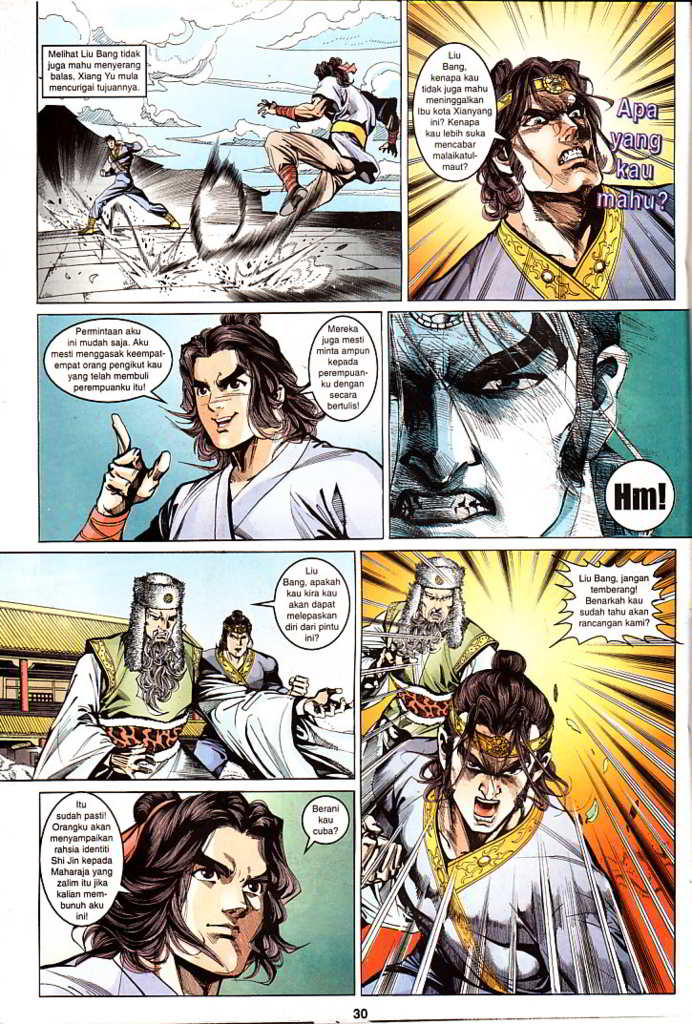 Melihat Liu Bang tidak
juga mahu menyerang
balas, Xiang Yu mula
mencurigai tujuannya.
Liu
Bang,
kenapa kau
tidak juga mahu
meninggalkan
Ibu kota Xianyang
ini? Kenapa
kau lebih suka
mencabar
malaikatul-
maut?
Apa
yang
kau
mahu?
Permintaan aku
ini mudah saja. Aku
mesti menggasak keempat-
empat orang pengikut kau
yang telah membuli
perempuanku itu!
Mereka
juga mesti
minta ampun
kepada
perempuan-
ku dengan
secara
bertulis!
Hm!
Liu
Bang, apakah
kau kira kau
akan dapat
melepaskan
diri dari pintu
ini?
Liu Bang, jangan
temberang!
Benarkah kau
sudah tahu akan
rancangan kami?
Itu
sudah pasti!
Orangku akan
menyampaikan
rahsia identiti
Shi Jin kepada
Maharaja yang
zalim itu jika
kalian mem-
bunuh aku
ini!
Berani
kau
cuba?
30